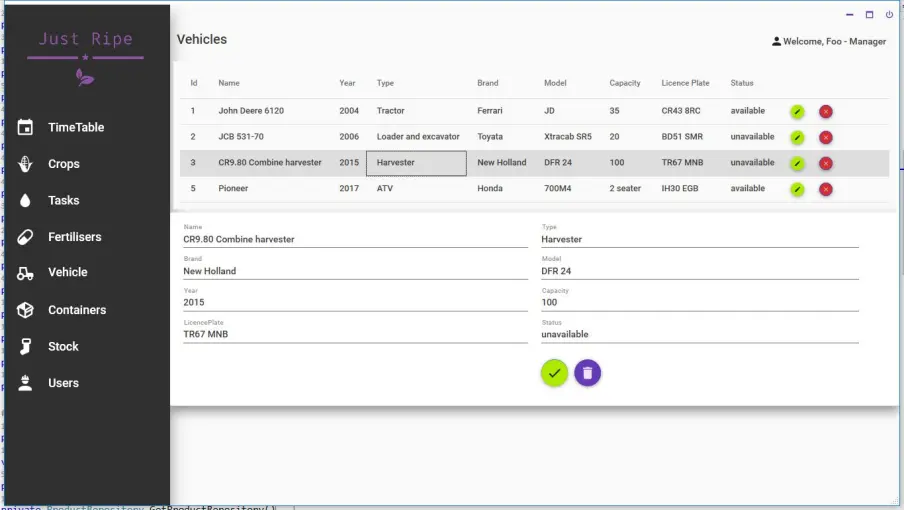 Just Ripe
TimeTable
Crops
Tasks
Fertilisers
Vehicle
Containers
Stock
Users
Vehicles
Welcome, Foo - Manager
Id Name Year Type Brand Model Capacity Licence Plate Status
1 John Deere 6120 2004 Tractor Ferrari JD 35 CR43 8RC available
2 JCB 531-70 2006 Loader and excavator Toyata Xtracab SR5 20 BD51 SMR unavailable
3 CR9.80 Combine harvester 2015 Harvester New Holland DFR 24 100 TR67 MNB unavailable
5 Pioneer 2017 ATV Honda 700M4 2 seater IH30 EGB available
Name Type
CR9.80 Combine harvester Harvester
Brand Model
New Holland DFR 24
Year Capacity
2015 100
LicencePlate Status
TR67 MNB unavailable
private ProductRepository GetProductRepository()